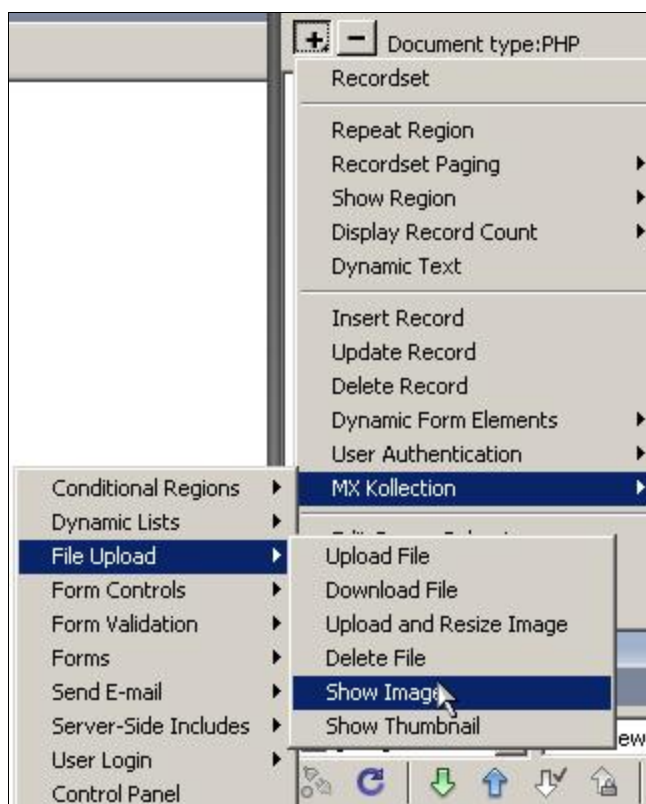 + - Document type:PHP
Recordset
Repeat Region
Recordset Paging
Show Region
Display Record Count
Dynamic Text
Insert Record
Update Record
Delete Record
Dynamic Form Elements
User Authentication
MX Kollection
Conditional Regions
Dynamic Lists
File Upload
Form Controls
Form Validation
Forms
Send E-mail
Server-Side Includes
User Login
Control Panel
Upload File
Download File
Upload and Resize Image
Delete File
Show Image
Show Thumbnail
ew